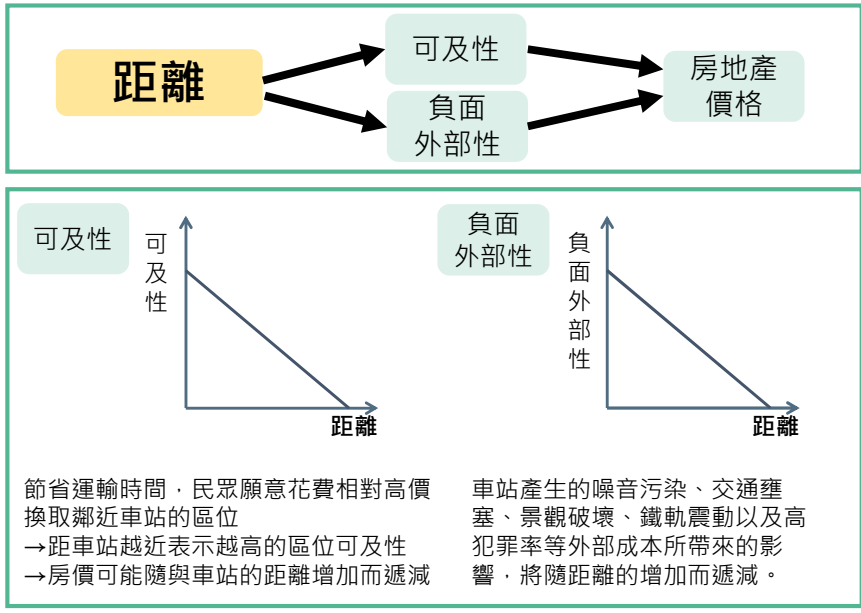 距離
可及性
負面
外部性
房地產
價格
可及性
可及性
距離
負面
外部性
負面外部性
距離
節省運輸時間，民眾願意花費相對高價
換取鄰近車站的區位
→距車站越近表示越高的區位可及性
→房價可能隨與車站的距離增加而遞減
車站產生的噪音污染、交通壅
塞、景觀破壞、鐵軌震動以及高
犯罪率等外部成本所帶來的影
響，將隨距離的增加而遞減。